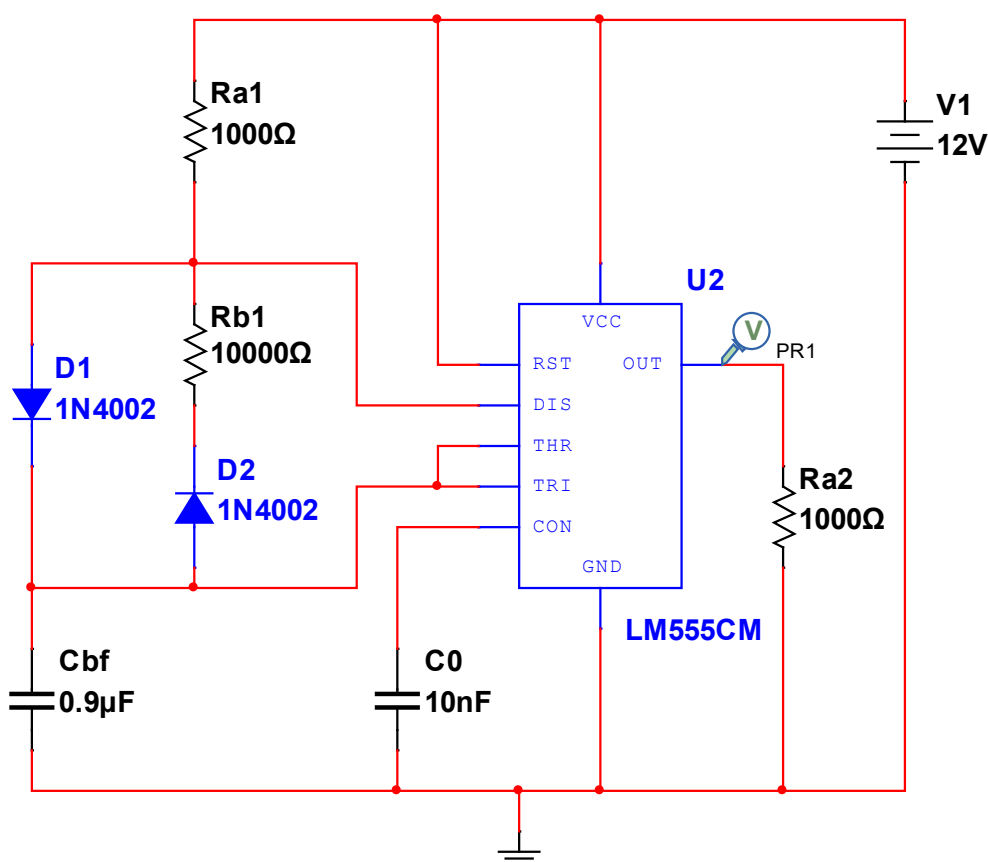 Ra1
1000Ω
V1
12V
U2
VCC
Rb1
10000Ω
RST
OUT
V
PR1
D1
1N4002
DIS
THR
D2
1N4002
TRI
Ra2
1000Ω
CON
GND
LM555CM
Cbf
0.9µF
C0
10nF